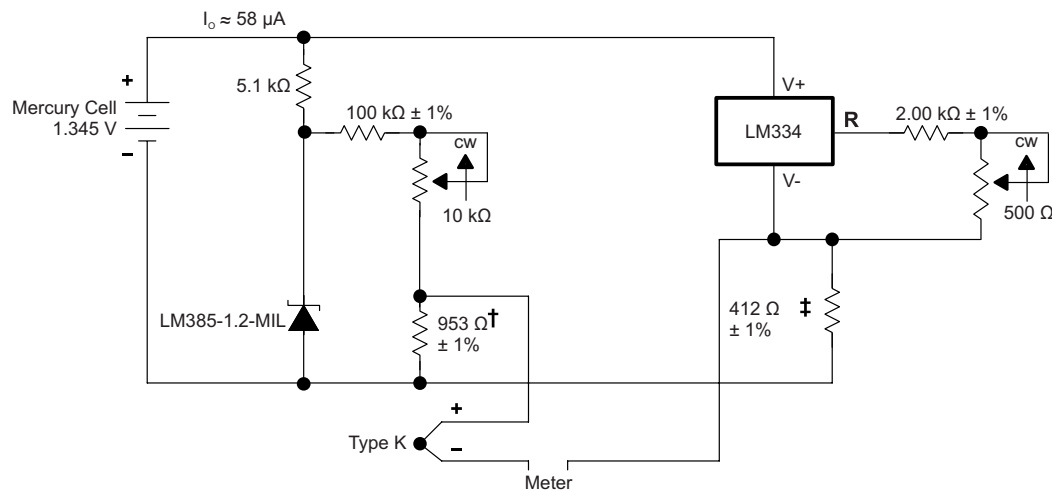 Iₒ ≈ 58 µA
+
Mercury Cell
1.345 V
−
5.1 kΩ
100 kΩ ± 1%
cw
10 kΩ
LM385-1.2-MIL
953 Ω†
± 1%
V+
LM334
R
V-
2.00 kΩ ± 1%
cw
500 Ω
412 Ω ‡
± 1%
+
Type K
−
Meter